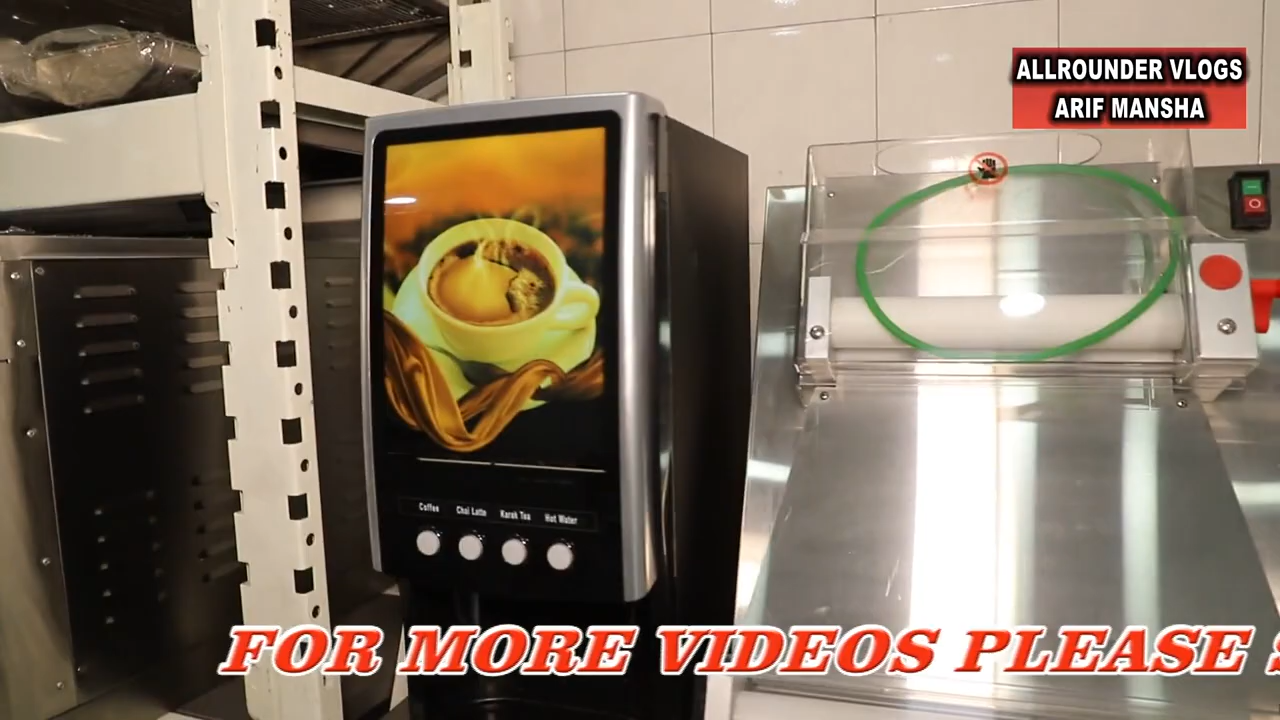 ALLROUNDER VLOGS
ARIF MANSHA
Coffee Chai Latte Karak Tea Hot Water
FOR MORE VIDEOS PLEASE